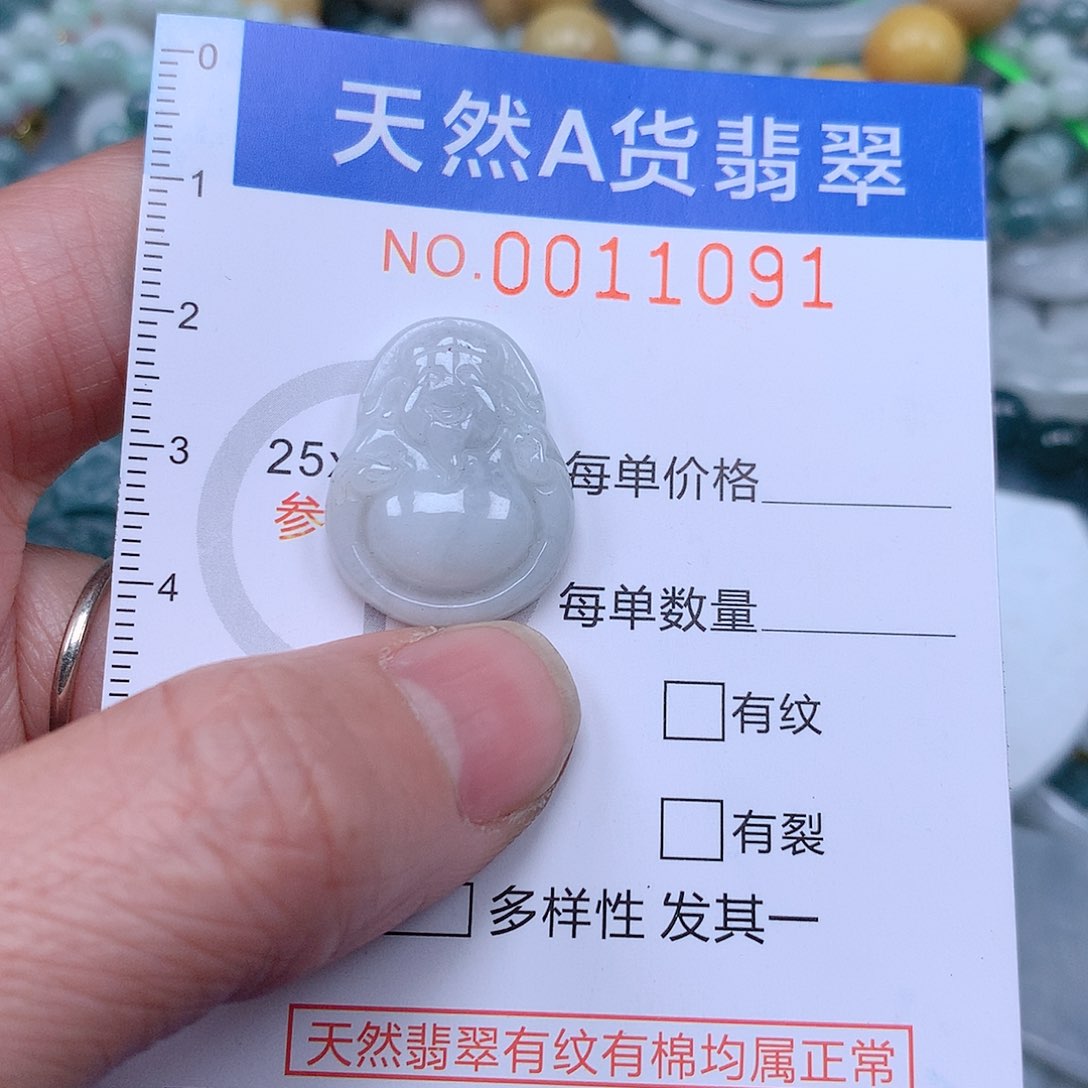 0
天然A货翡翠
1
NO.0011091
2
3
25
每单价格
参
4
每单数量
有纹
有裂
多样性 发其一
天然翡翠有纹有棉均属正常